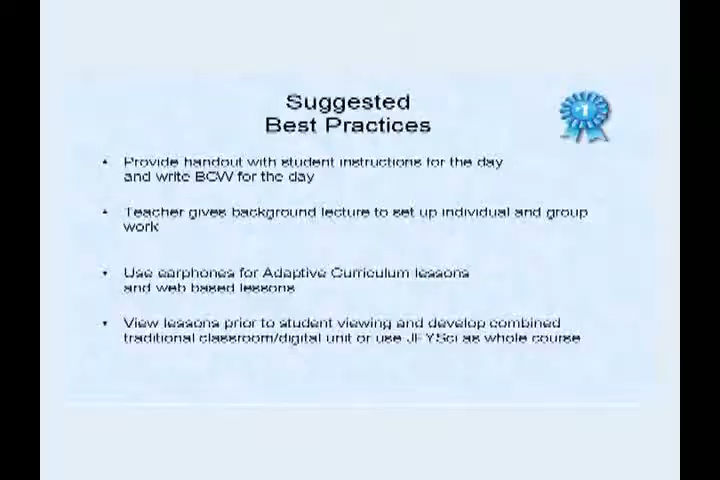 Suggested
Best Practices
#1
• Provide handout with student instructions for the day
and write BCW for the day
• Teacher gives background lecture to set up individual and group
work
• Use earphones for Adaptive Curriculum lessons
and web based lessons
• View lessons prior to student viewing and develop combined
traditional classroom/digital unit or use JFYSci as whole course